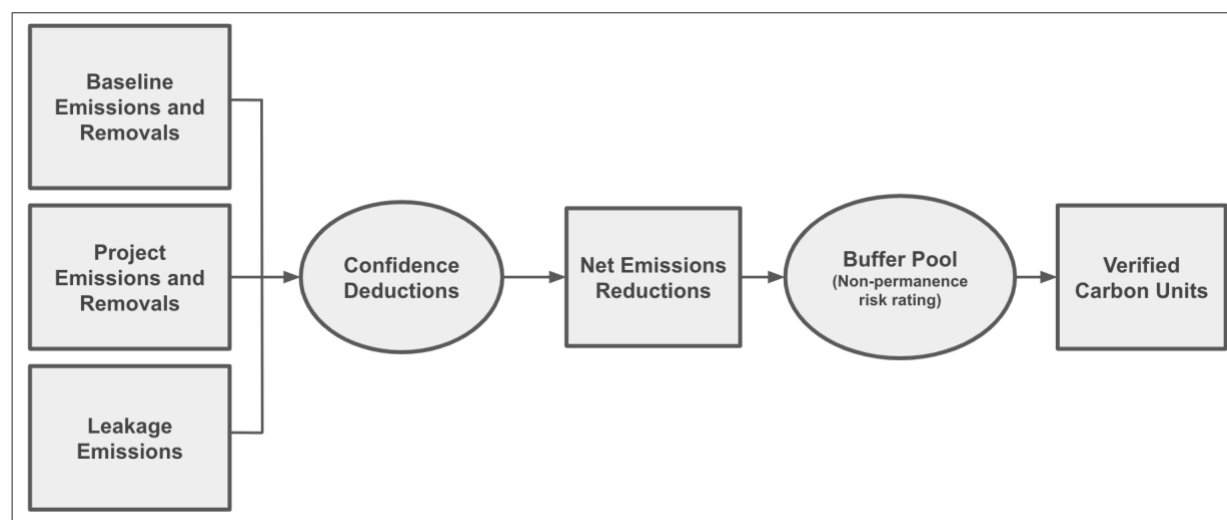 Baseline
Emissions and
Removals
Project
Emissions and
Removals
Leakage
Emissions
Confidence
Deductions
Net Emissions
Reductions
Buffer Pool
(Non-permanence
risk rating)
Verified
Carbon Units